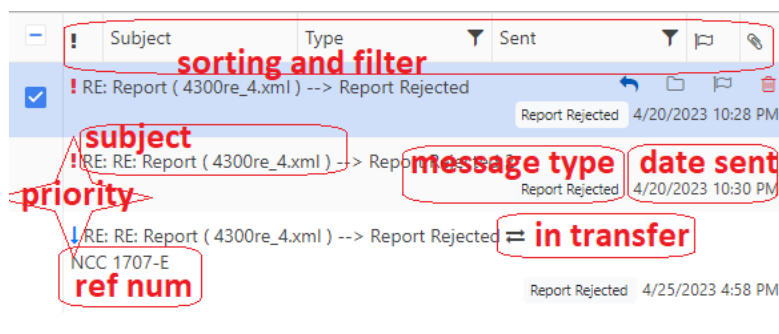 ! Subject Type Sent
sorting and filter
! RE: Report ( 4300re_4.xml ) --> Report Rejected
Report Rejected 4/20/2023 10:28 PM
subject
! RE: RE: Report ( 4300re_4.xml ) --> Report Rejected 2
message type date sent
Report Rejected 4/20/2023 10:30 PM
priority
↓ RE: RE: Report ( 4300re_4.xml ) --> Report Rejected ⇄ in transfer
NCC 1707-E
ref num
Report Rejected 4/25/2023 4:58 PM